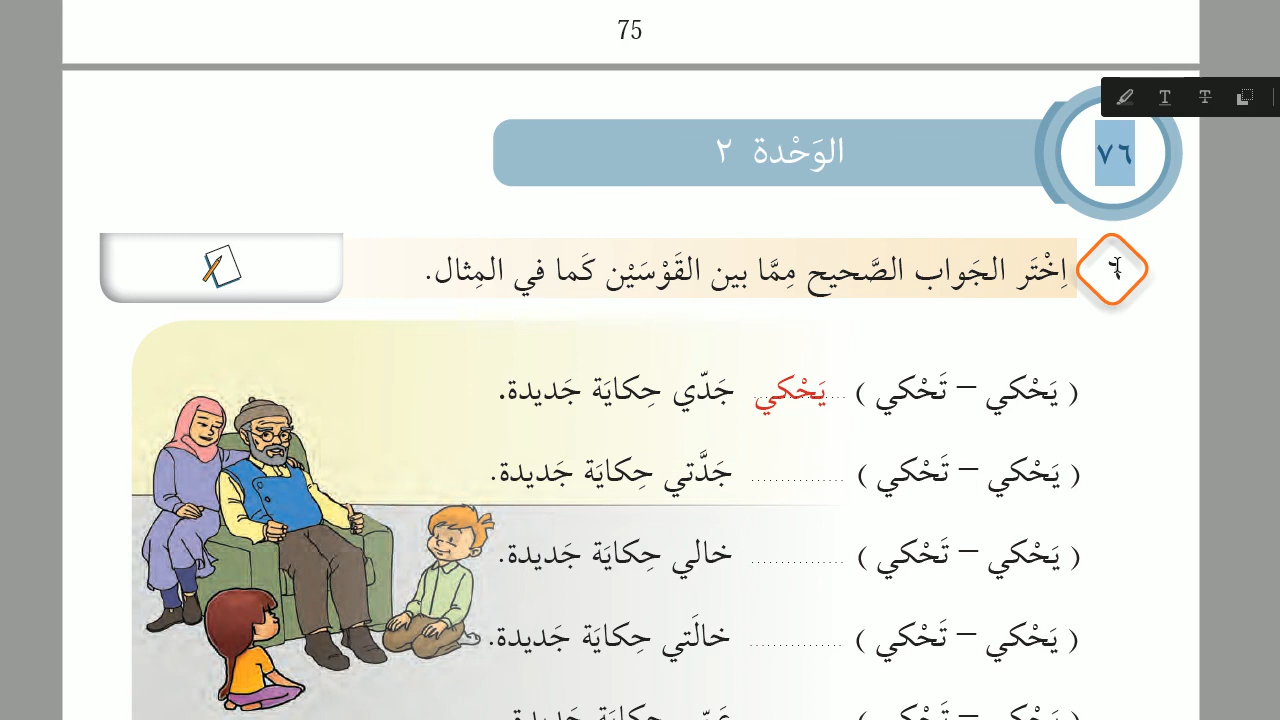 75
٧٦
الوَحْدة ٢
اِخْتَر الجَواب الصَّحيح مِمَّا بين القَوْسَيْن كَما في المِثال.
( يَحْكي – تَحْكي ) يَحْكي جَدّي حِكايَة جَديدة.
( يَحْكي – تَحْكي ) ............... جَدَّتي حِكايَة جَديدة.
( يَحْكي – تَحْكي ) ............... خالي حِكايَة جَديدة.
( يَحْكي – تَحْكي ) ............... خالَتي حِكايَة جَديدة.